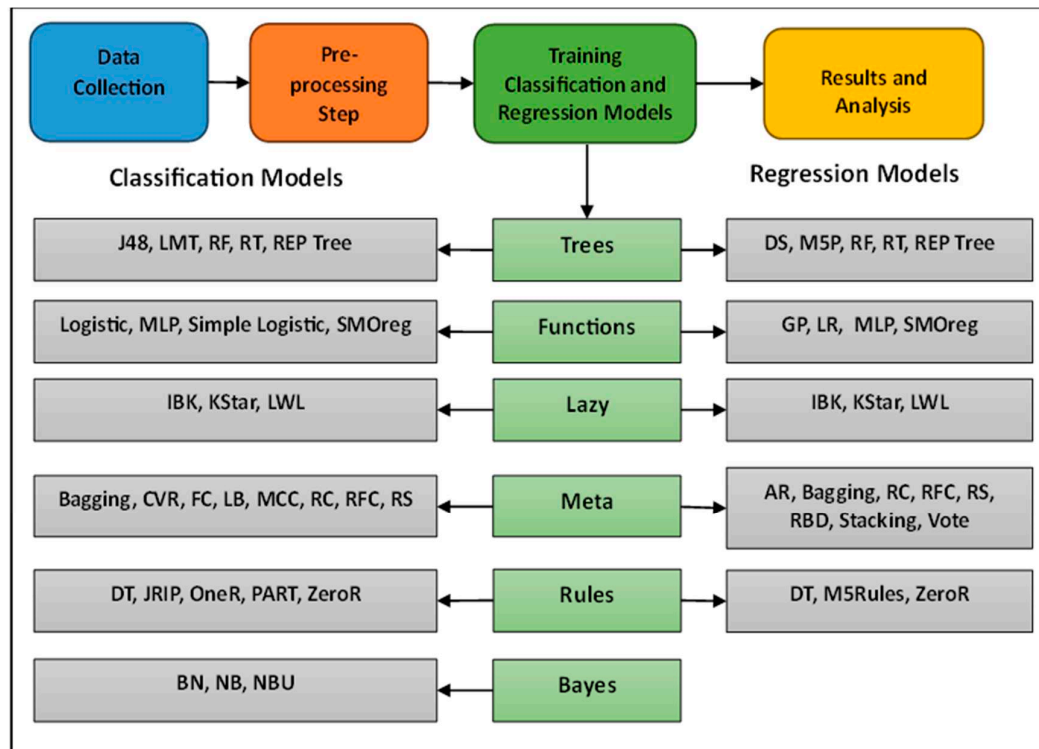 Data
Collection
Pre-
processing
Step
Training
Classification and
Regression Models
Results and
Analysis
Classification Models
Regression Models
J48, LMT, RF, RT, REP Tree
Trees
DS, M5P, RF, RT, REP Tree
Logistic, MLP, Simple Logistic, SMOreg
Functions
GP, LR, MLP, SMOreg
IBK, KStar, LWL
Lazy
IBK, KStar, LWL
Bagging, CVR, FC, LB, MCC, RC, RFC, RS
Meta
AR, Bagging, RC, RFC, RS,
RBD, Stacking, Vote
DT, JRIP, OneR, PART, ZeroR
Rules
DT, M5Rules, ZeroR
BN, NB, NBU
Bayes